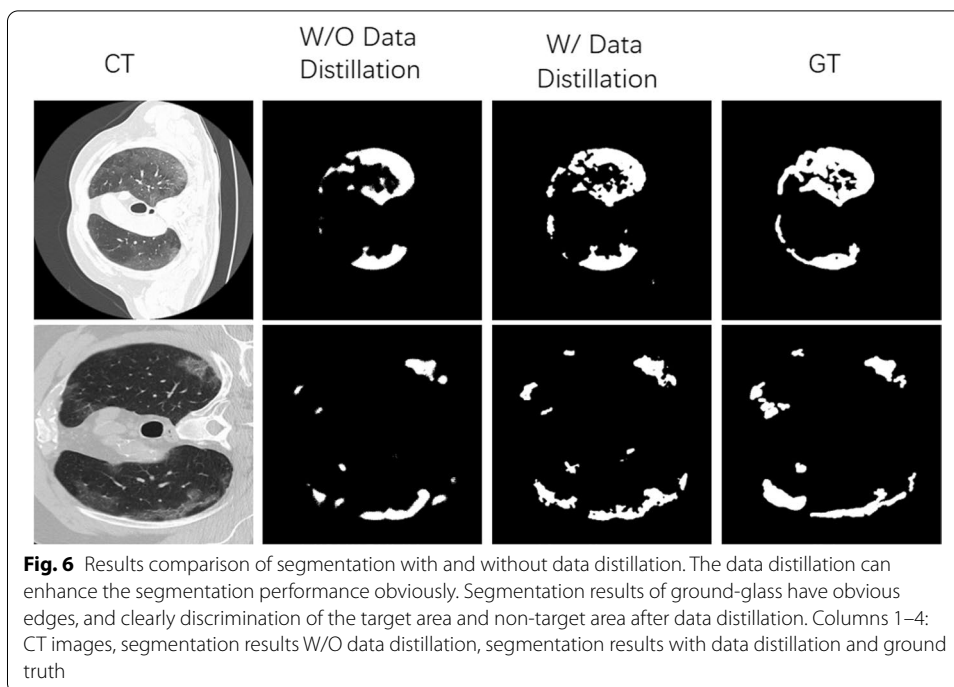 CT
W/O Data
Distillation
W/ Data
Distillation
GT
Fig. 6 Results comparison of segmentation with and without data distillation. The data distillation can
enhance the segmentation performance obviously. Segmentation results of ground-glass have obvious
edges, and clearly discrimination of the target area and non-target area after data distillation. Columns 1–4:
CT images, segmentation results W/O data distillation, segmentation results with data distillation and ground
truth